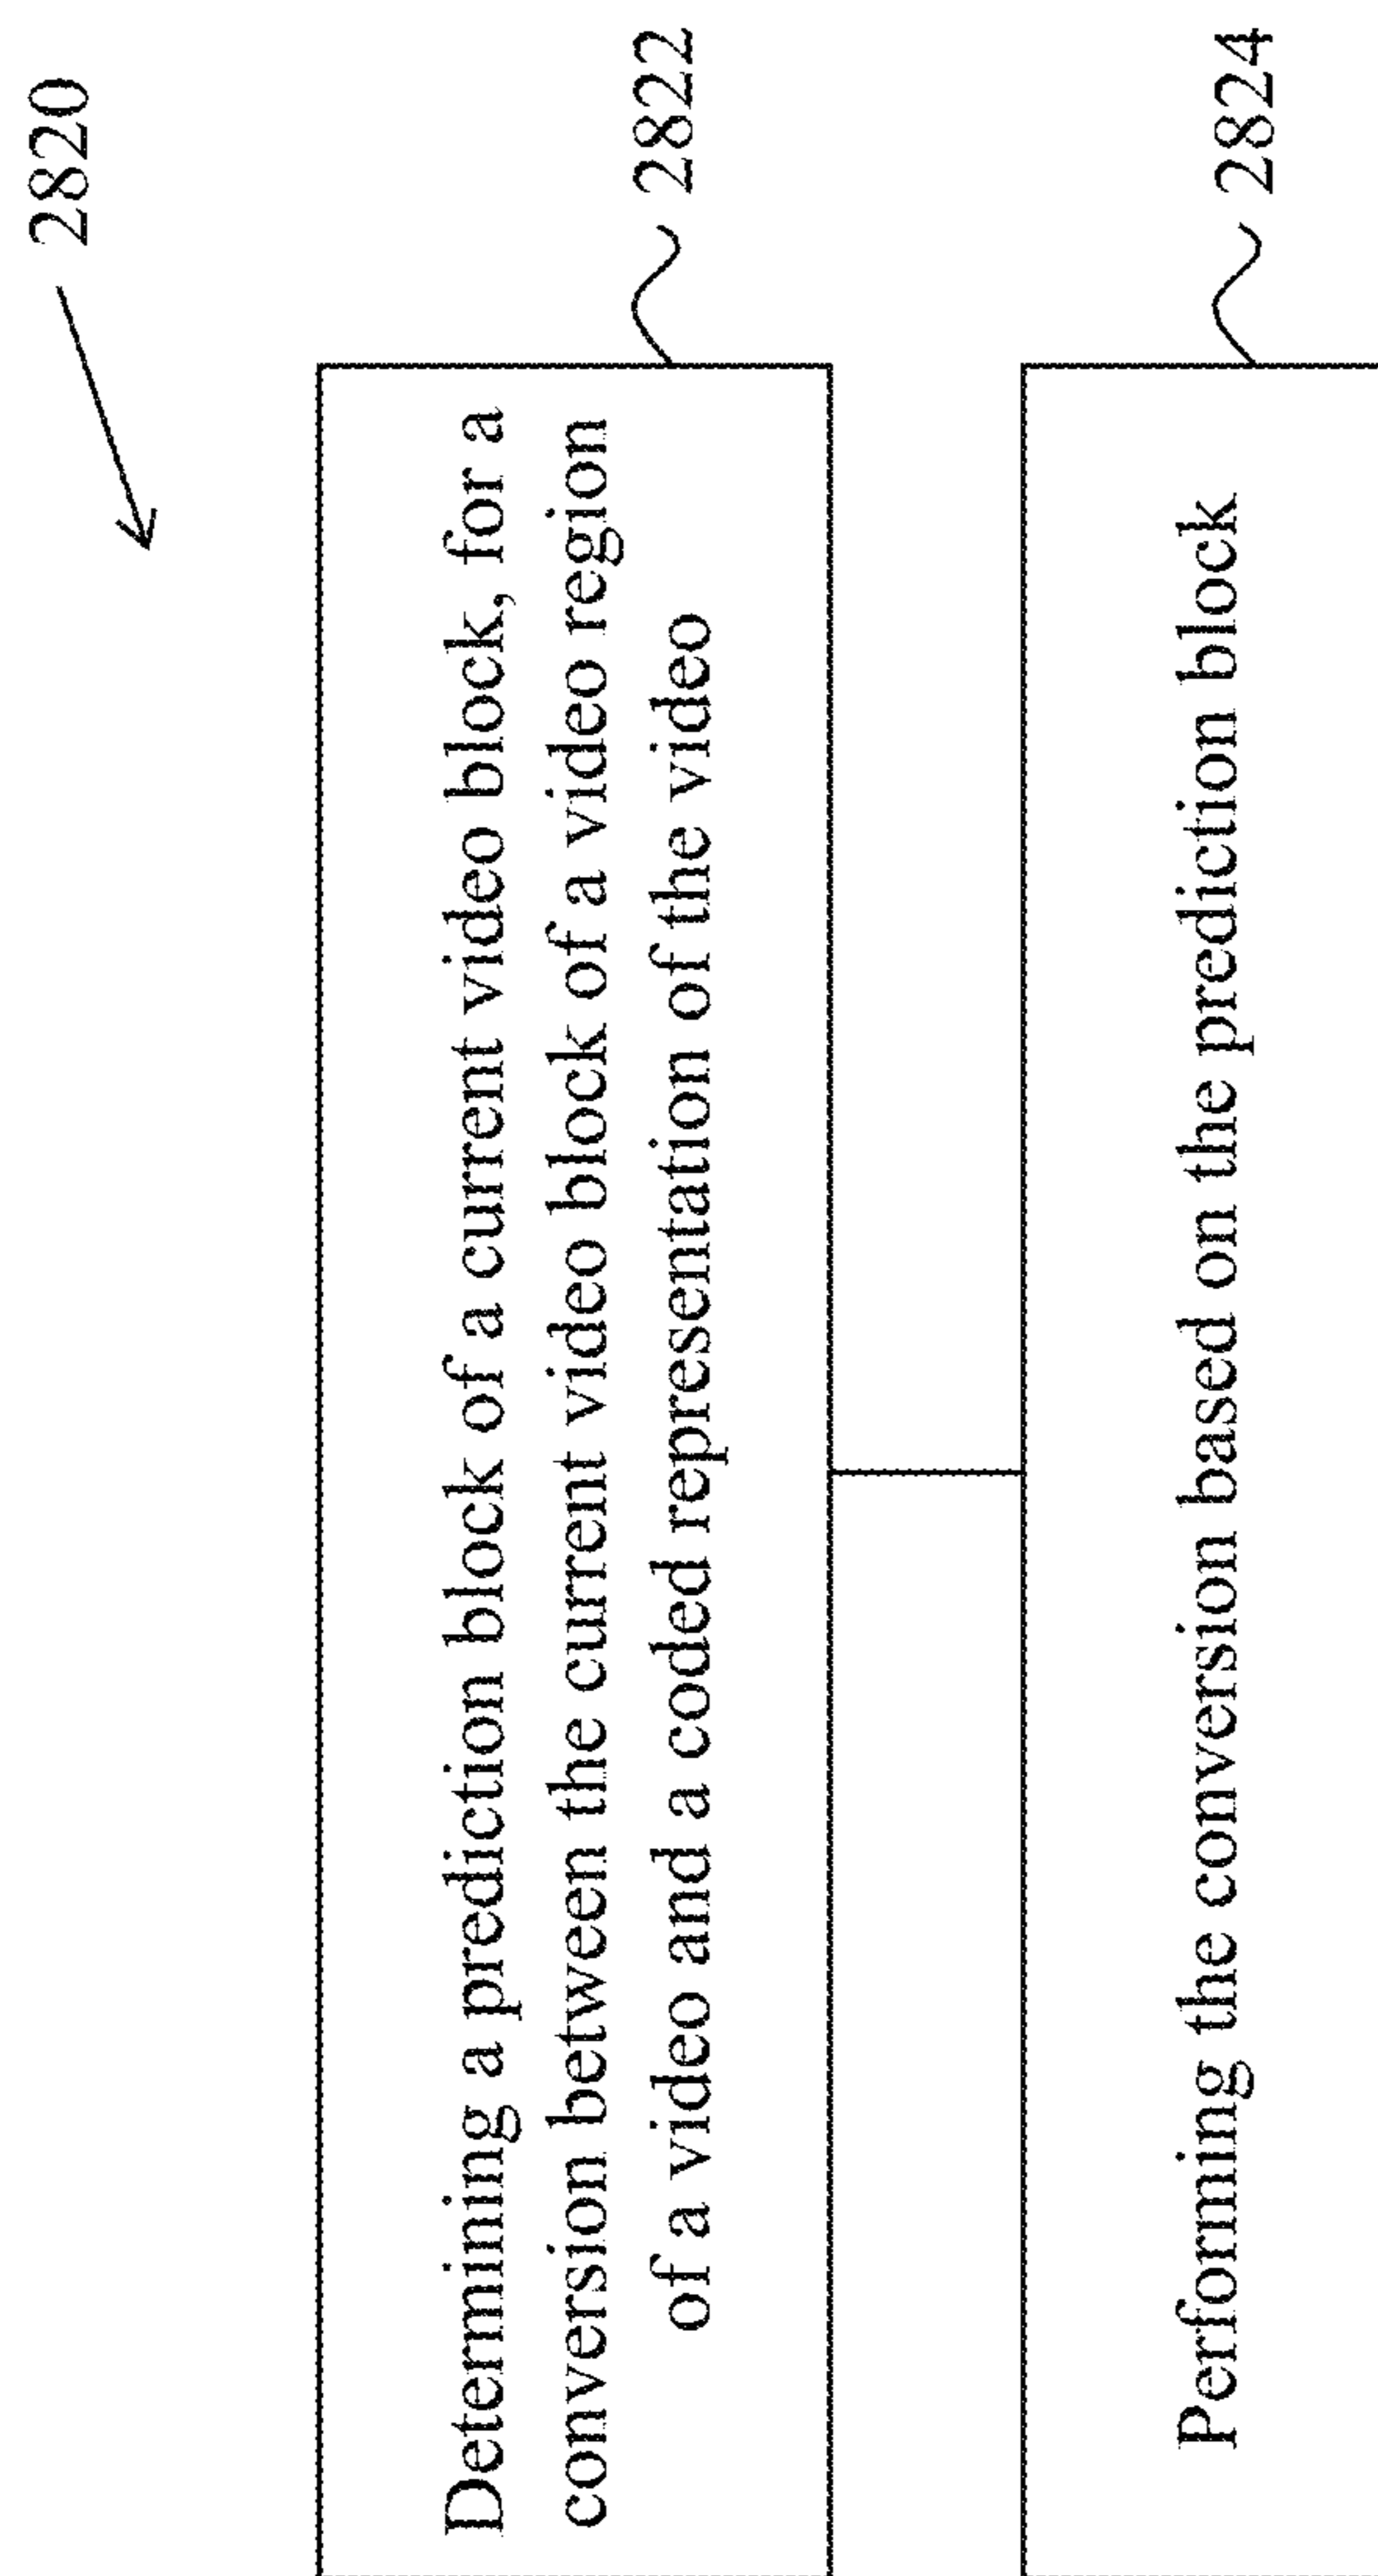 2820
Determining a prediction block of a current video block, for a
conversion between the current video block of a video region
of a video and a coded representation of the video
2822
Performing the conversion based on the prediction block
2824